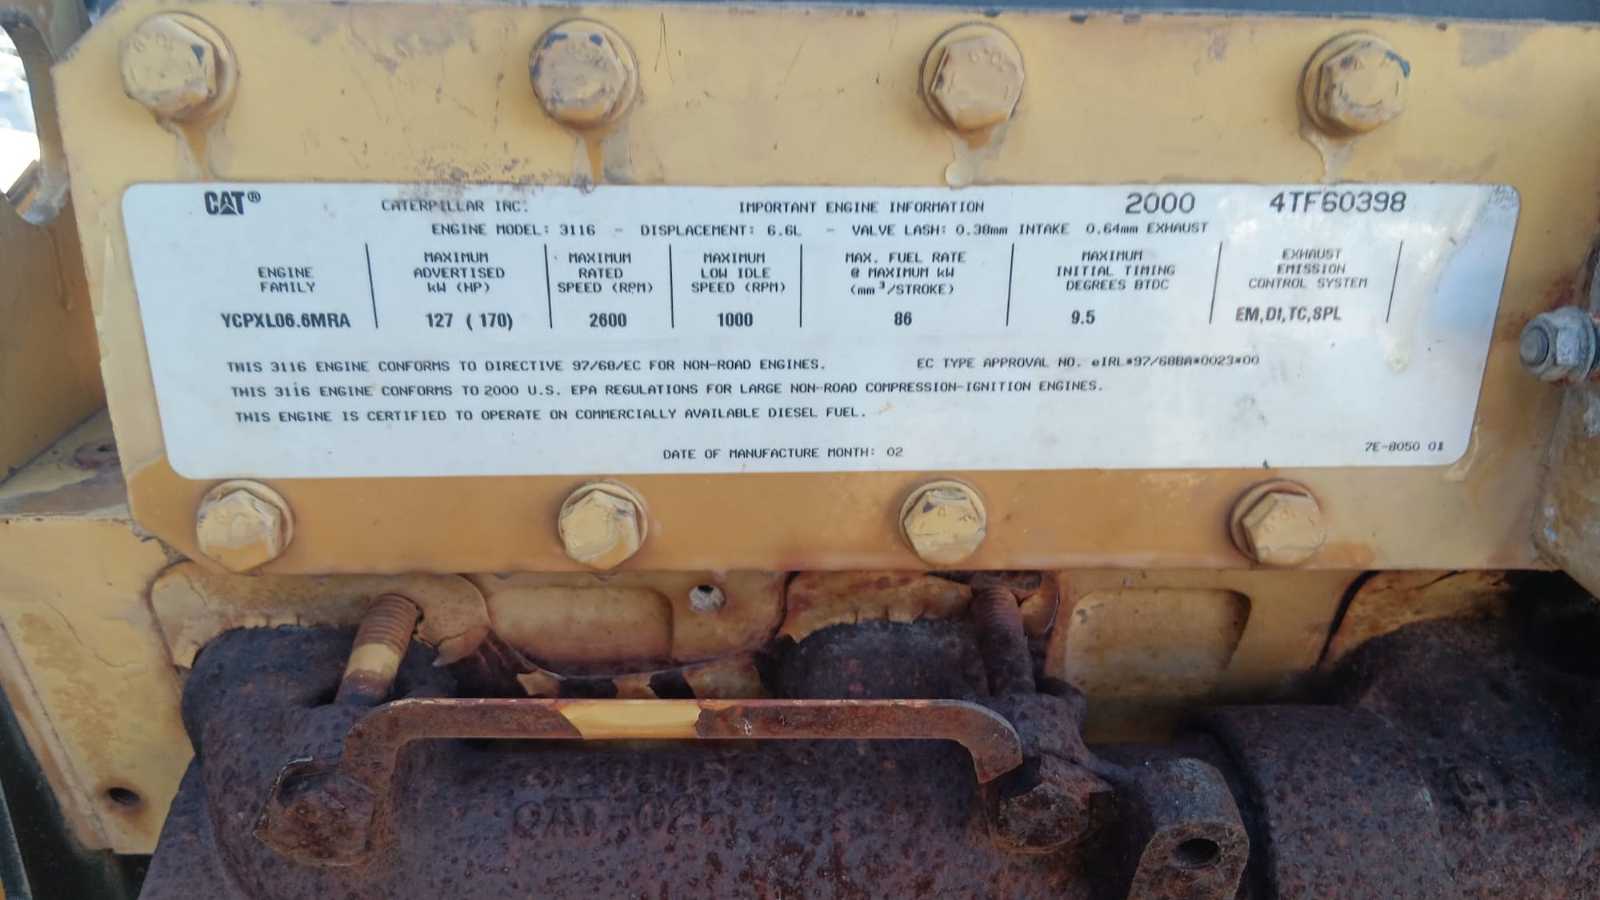 CAT® CATERPILLAR INC. IMPORTANT ENGINE INFORMATION 2000 4TF60398
ENGINE MODEL: 3116 - DISPLACEMENT: 6.6L - VALVE LASH: 0.38mm INTAKE 0.64mm EXHAUST
ENGINE FAMILY
MAXIMUM ADVERTISED kW (HP)
MAXIMUM RATED SPEED (RPM)
MAXIMUM LOW IDLE SPEED (RPM)
MAX. FUEL RATE @ MAXIMUM kW (mm³/STROKE)
MAXIMUM INITIAL TIMING DEGREES BTDC
EXHAUST EMISSION CONTROL SYSTEM
YCPXL06.6MRA 127 (170) 2600 1000 86 9.5 EM,DI,TC,SPL
THIS 3116 ENGINE CONFORMS TO DIRECTIVE 97/68/EC FOR NON-ROAD ENGINES. EC TYPE APPROVAL NO. eIRL*97/68BA*0023*00
THIS 3116 ENGINE CONFORMS TO 2000 U.S. EPA REGULATIONS FOR LARGE NON-ROAD COMPRESSION-IGNITION ENGINES.
THIS ENGINE IS CERTIFIED TO OPERATE ON COMMERCIALLY AVAILABLE DIESEL FUEL.
DATE OF MANUFACTURE MONTH: 02
7E-8050 01